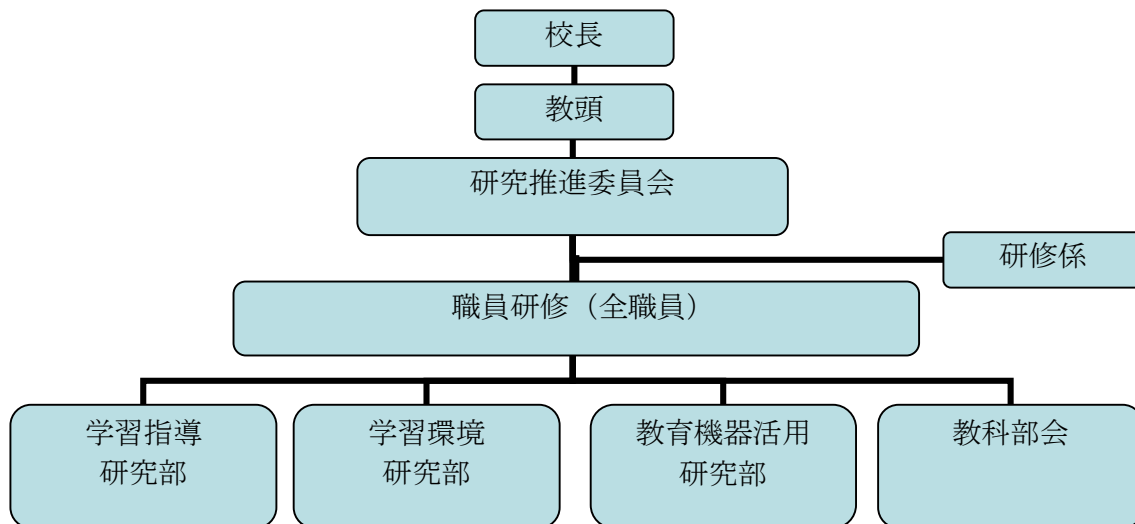 校長
教頭
研究推進委員会
研修係
職員研修（全職員）
学習指導
研究部
学習環境
研究部
教育機器活用
研究部
教科部会